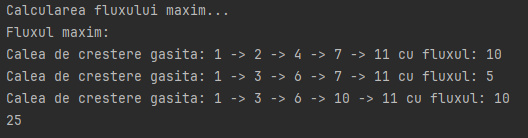 Calcularea fluxului maxim...
Fluxul maxim:
Calea de crestere gasita: 1 -> 2 -> 4 -> 7 -> 11 cu fluxul: 10
Calea de crestere gasita: 1 -> 3 -> 6 -> 7 -> 11 cu fluxul: 5
Calea de crestere gasita: 1 -> 3 -> 6 -> 10 -> 11 cu fluxul: 10
25